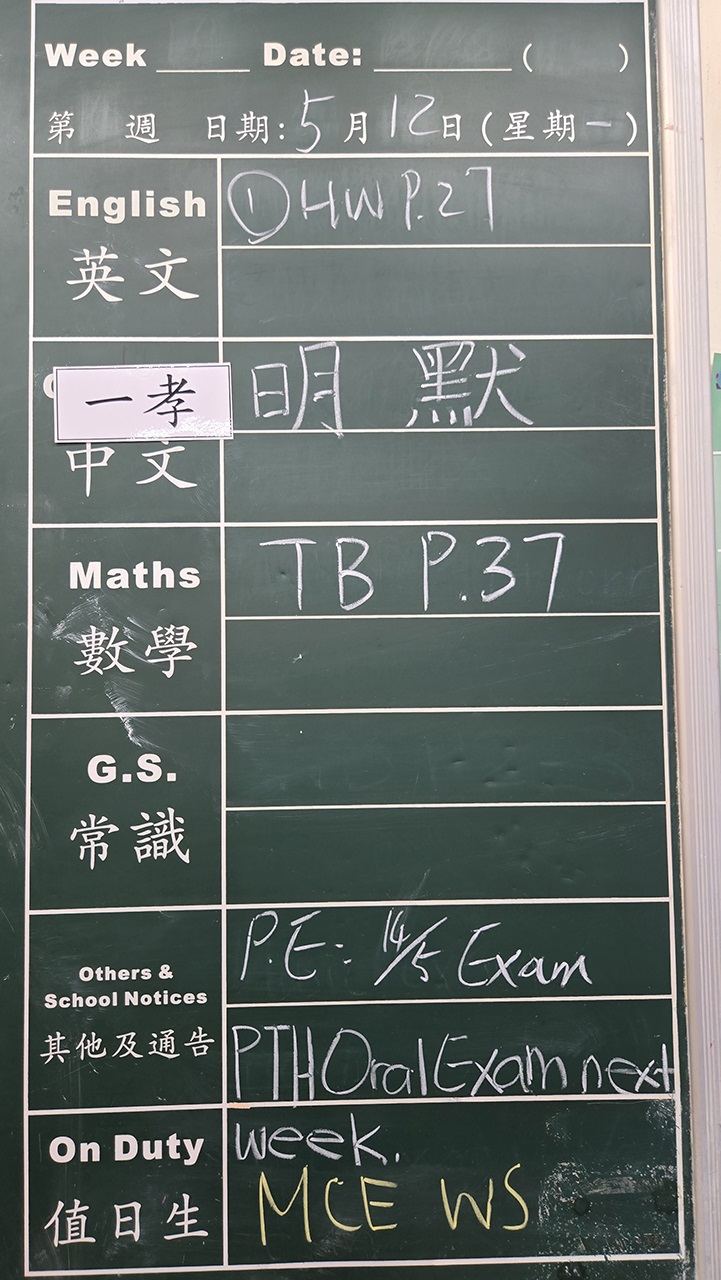 Week ____ Date: ______ ( )
第 週 日期: 5月12日 (星期一)
English ① HW P.27
英文
一孝 明 默
中文
Maths TB P.37
數學
G.S.
常識
Others & School Notices
其他及通告
P.E: 14/5 Exam
PTH Oral Exam next
week.
On Duty
值日生
MCE WS